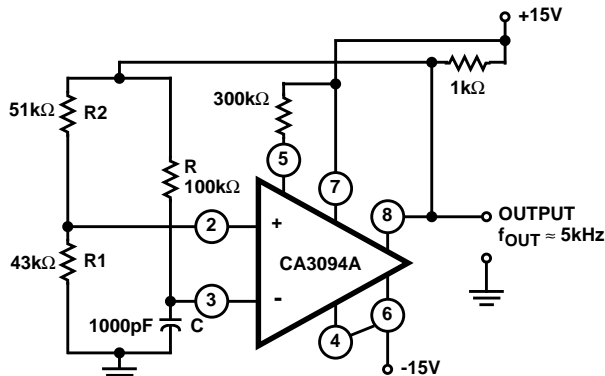 +15V
51kΩ R2
300kΩ
1kΩ
R
100kΩ
5
7
8
OUTPUT
fOUT ≈ 5kHz
2
+
CA3094A
43kΩ R1
3
-
1000pF C
4
6
-15V